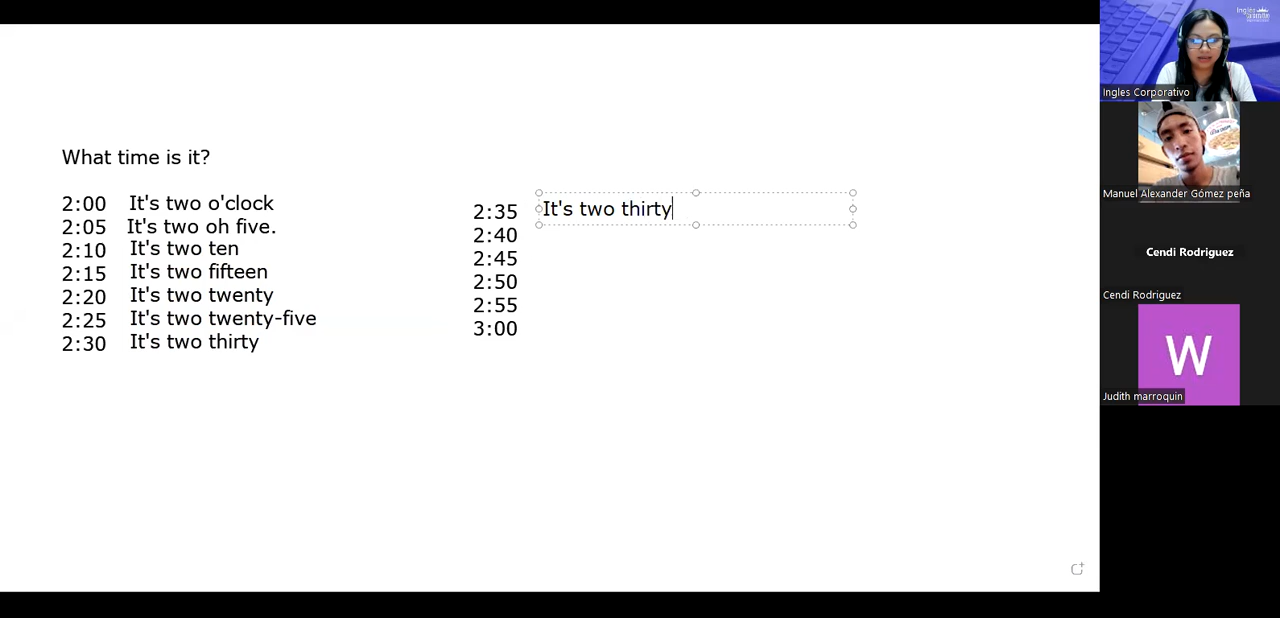 What time is it?
2:00 It's two o'clock
2:05 It's two oh five.
2:10 It's two ten
2:15 It's two fifteen
2:20 It's two twenty
2:25 It's two twenty-five
2:30 It's two thirty
2:35 It's two thirty
2:40
2:45
2:50
2:55
3:00
Ingles
Ingles Corporativo
Manuel Alexander Gómez peña
Cendi Rodriguez
Cendi Rodriguez
W
Judith marroquin